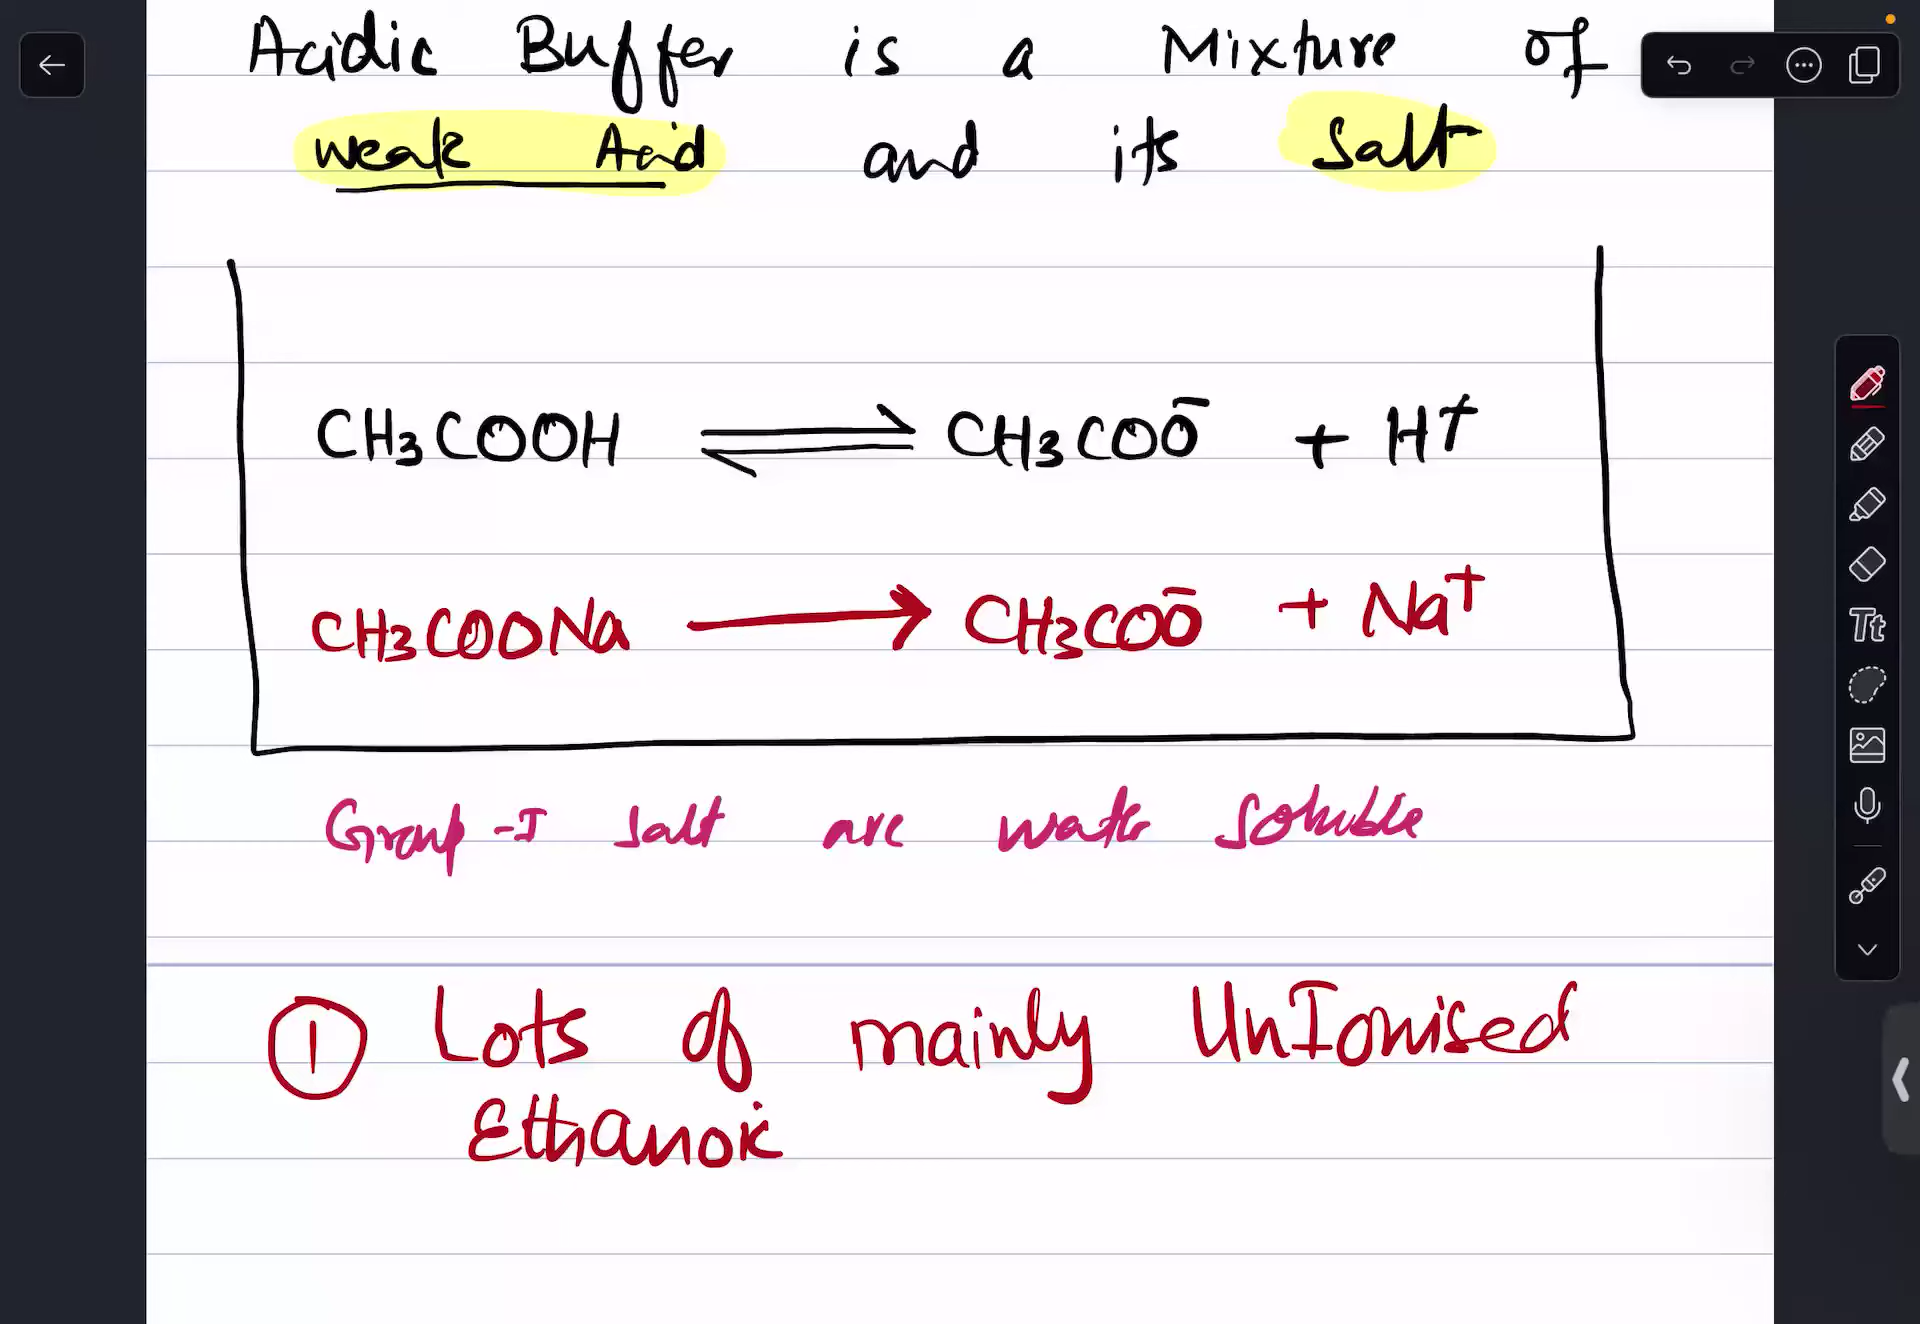 Acidic Buffer is a Mixture of
weak Acid and its Salt
CH₃COOH ⇌ CH₃COO⁻ + H⁺
CH₃COONa ⟶ CH₃COO⁻ + Na⁺
Group-I salt are water soluble
① Lots of mainly UnIonised
Ethanoic
Tt